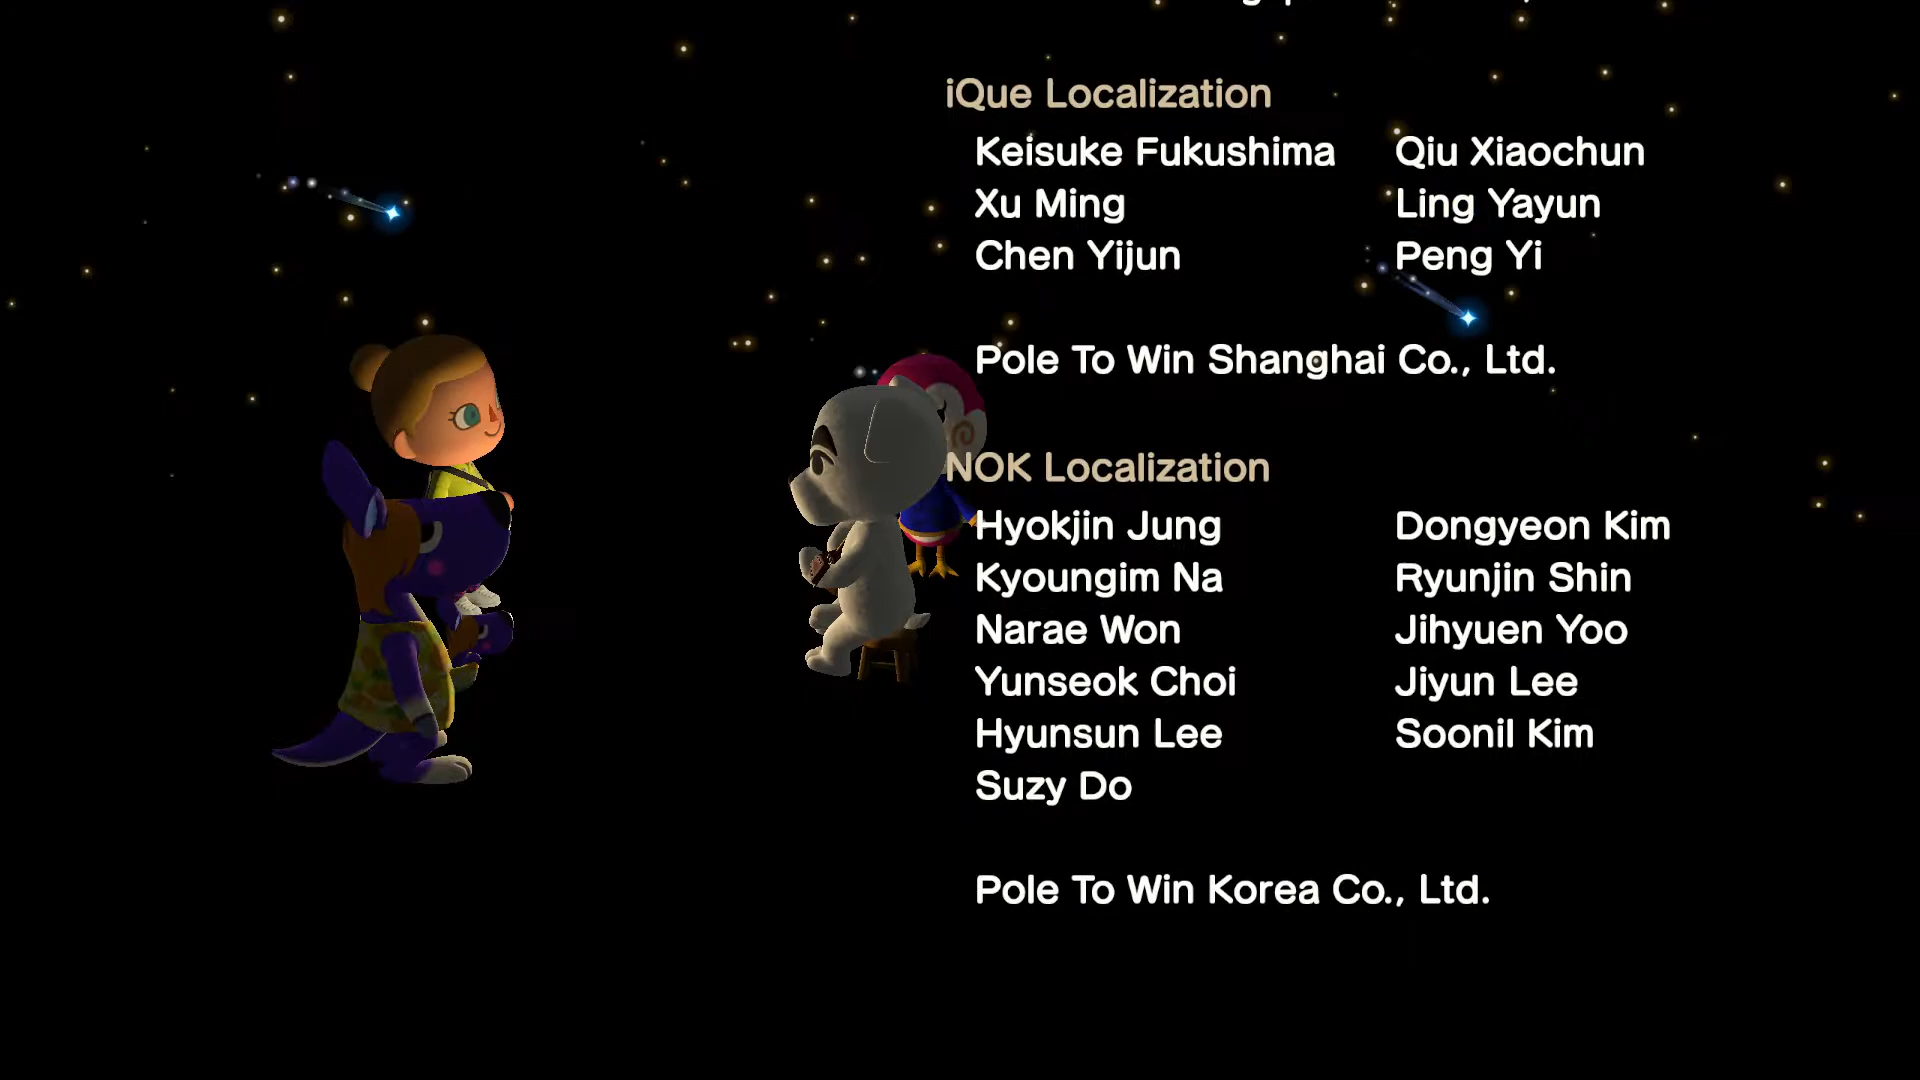 iQue Localization
Keisuke Fukushima Qiu Xiaochun
Xu Ming Ling Yayun
Chen Yijun Peng Yi
Pole To Win Shanghai Co., Ltd.
NOK Localization
Hyokjin Jung Dongyeon Kim
Kyoungim Na Ryunjin Shin
Narae Won Jihyuen Yoo
Yunseok Choi Jiyun Lee
Hyunsun Lee Soonil Kim
Suzy Do
Pole To Win Korea Co., Ltd.